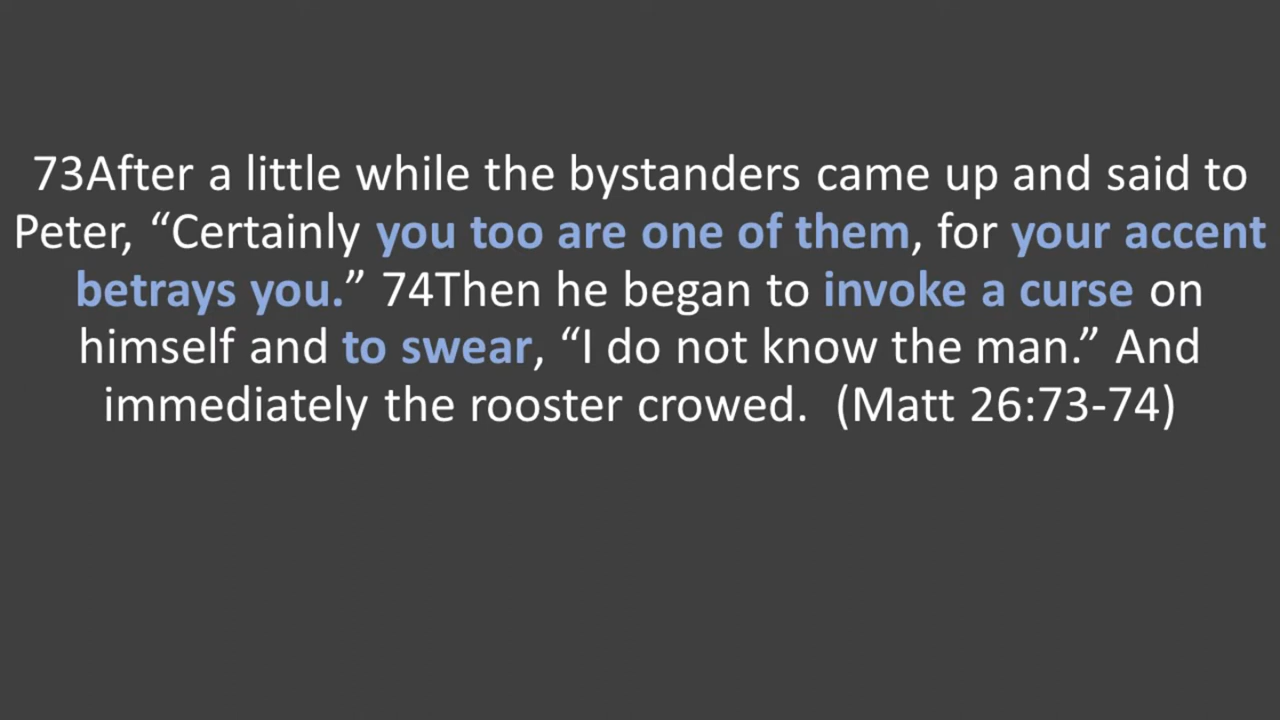 73After a little while the bystanders came up and said to
Peter, “Certainly you too are one of them, for your accent
betrays you.” 74Then he began to invoke a curse on
himself and to swear, “I do not know the man.” And
immediately the rooster crowed.  (Matt 26:73-74)